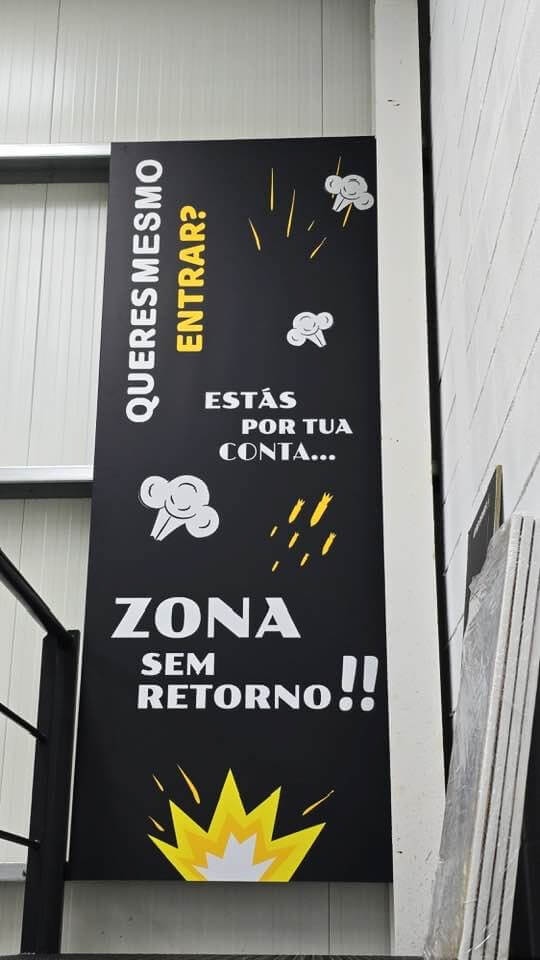 QUERES MESMO
ENTRAR?
ESTÁS
POR TUA
CONTA...
ZONA
SEM
RETORNO!!